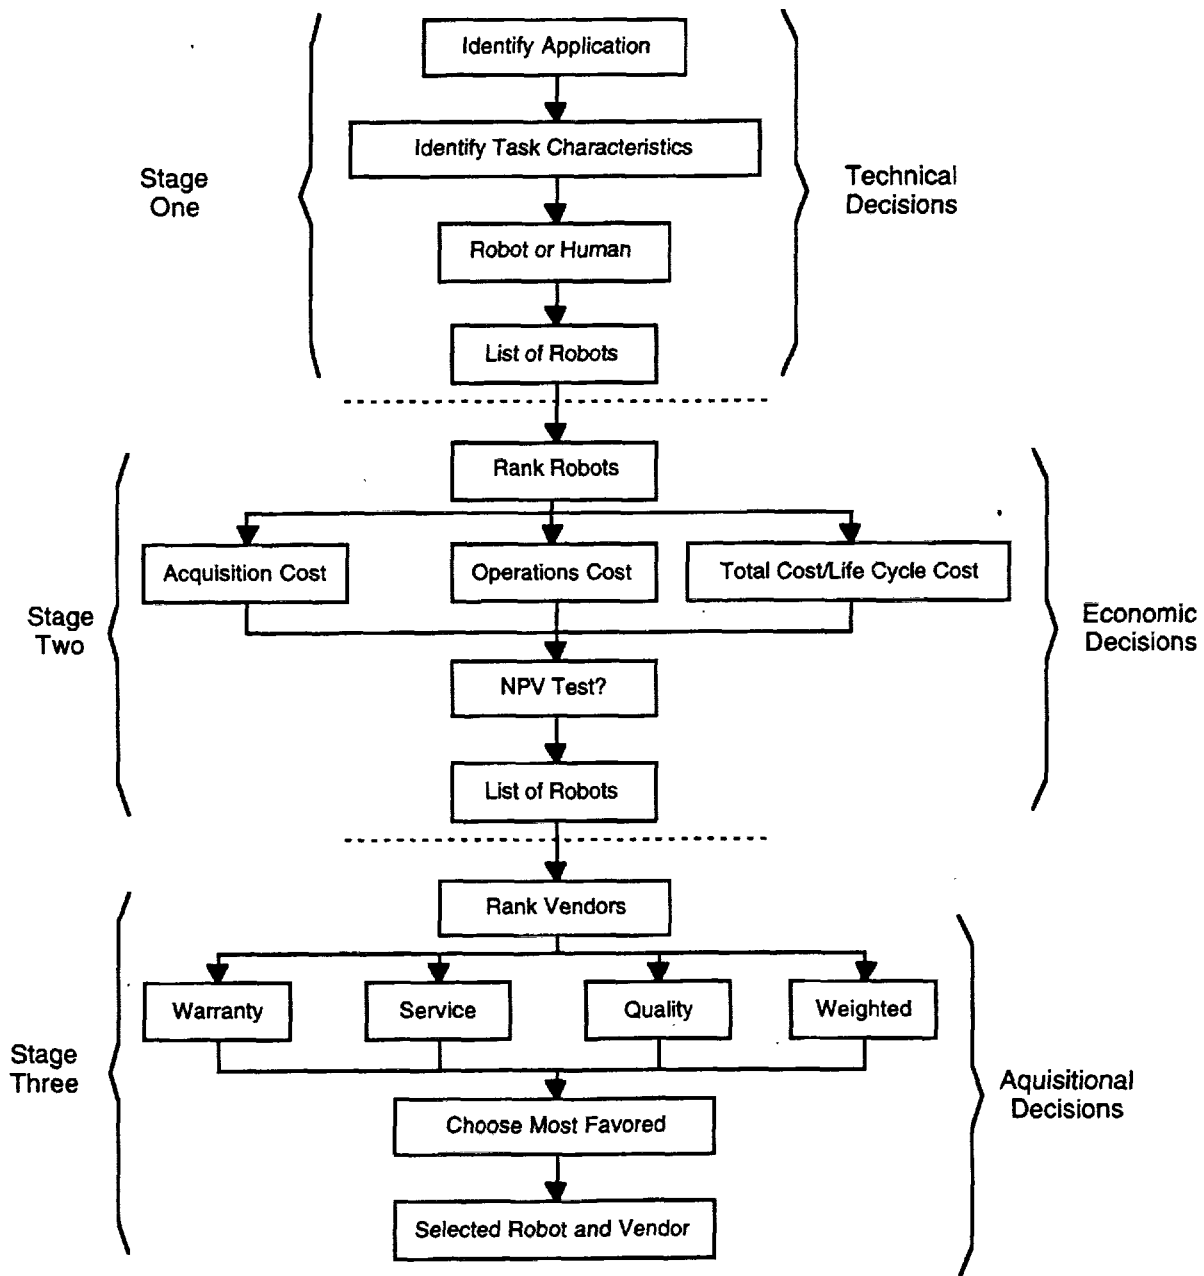 Identify Application
Identify Task Characteristics
Stage
One
Technical
Decisions
Robot or Human
List of Robots
Rank Robots
Acquisition Cost
Operations Cost
Total Cost/Life Cycle Cost
Stage
Two
Economic
Decisions
NPV Test?
List of Robots
Rank Vendors
Warranty
Service
Quality
Weighted
Stage
Three
Aquisitional
Decisions
Choose Most Favored
Selected Robot and Vendor